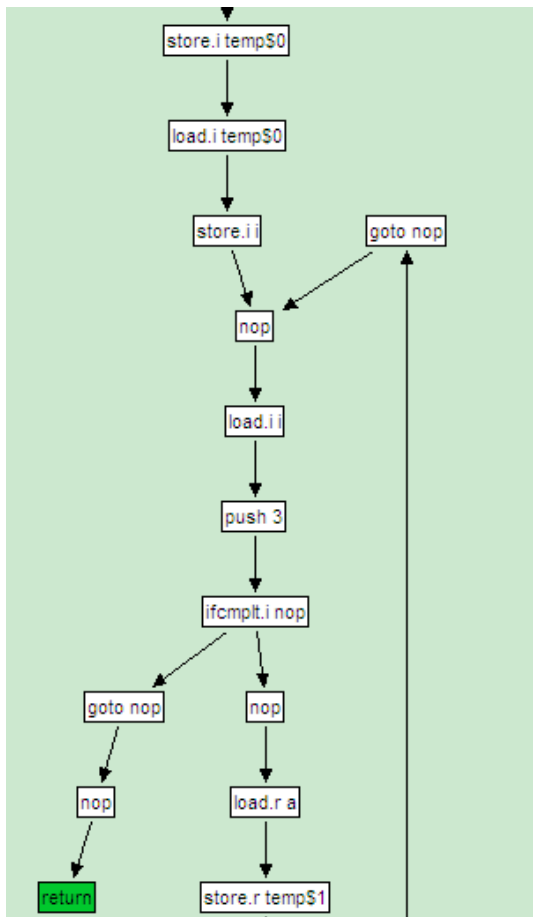 store.i temp$0
load.i temp$0
store.i i
goto nop
nop
load.i i
push 3
ifcmplt.i nop
goto nop
nop
nop
load.r a
return
store.r temp$1